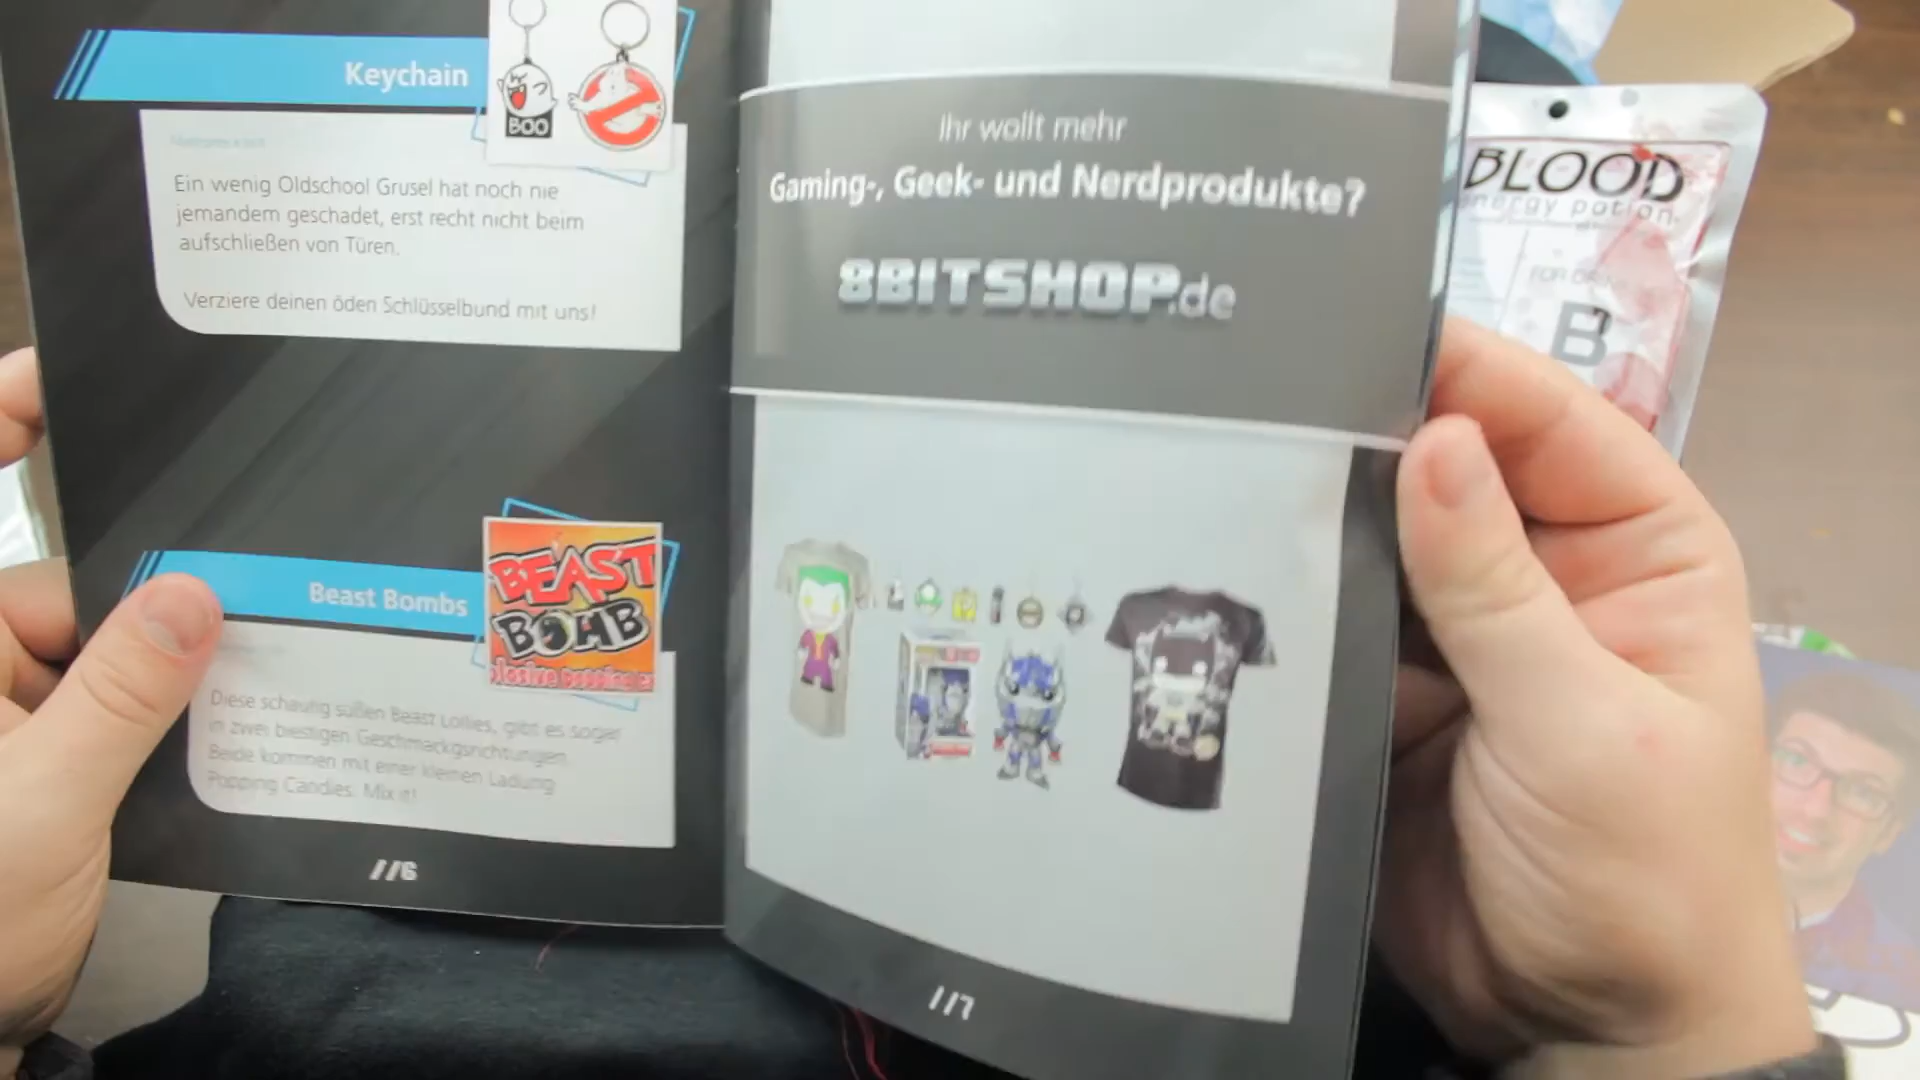 Keychain
BOO
Ein wenig Oldschool Grusel hat noch nie
jemandem geschadet, erst recht nicht beim
aufschließen von Türen.
Verziere deinen öden Schlüsselbund mit uns!
Beast Bombs
BEAST
BOMB
Diese schaurig süßen Beast Lollies, gibt es sogar
in zwei biestigen Geschmackgsrichtungen.
Beide kommen mit einer kleinen Ladung
Popping Candies. Mix it!
//6
Ihr wollt mehr
Gaming-, Geek- und Nerdprodukte?
8BITSHOP.de
//7
BLOOD
energy potion.
B